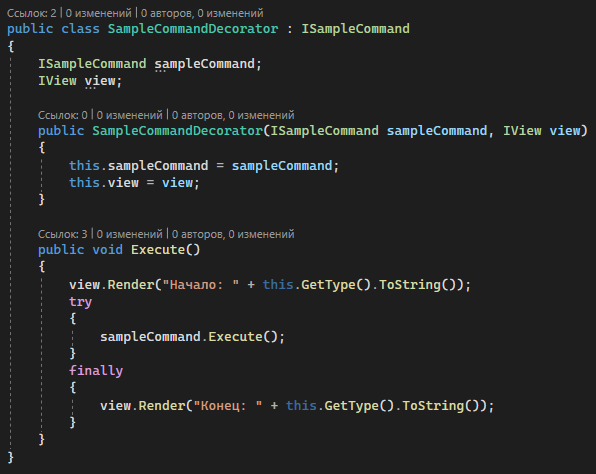 Ссылок: 2 | 0 изменений | 0 авторов, 0 изменений
public class SampleCommandDecorator : ISampleCommand
{
    ISampleCommand sampleCommand;
    IView view;
    Ссылок: 0 | 0 изменений | 0 авторов, 0 изменений
    public SampleCommandDecorator(ISampleCommand sampleCommand, IView view)
    {
        this.sampleCommand = sampleCommand;
        this.view = view;
    }
    Ссылок: 3 | 0 изменений | 0 авторов, 0 изменений
    public void Execute()
    {
        view.Render("Начало: " + this.GetType().ToString());
        try
        {
            sampleCommand.Execute();
        }
        finally
        {
            view.Render("Конец: " + this.GetType().ToString());
        }
    }
}